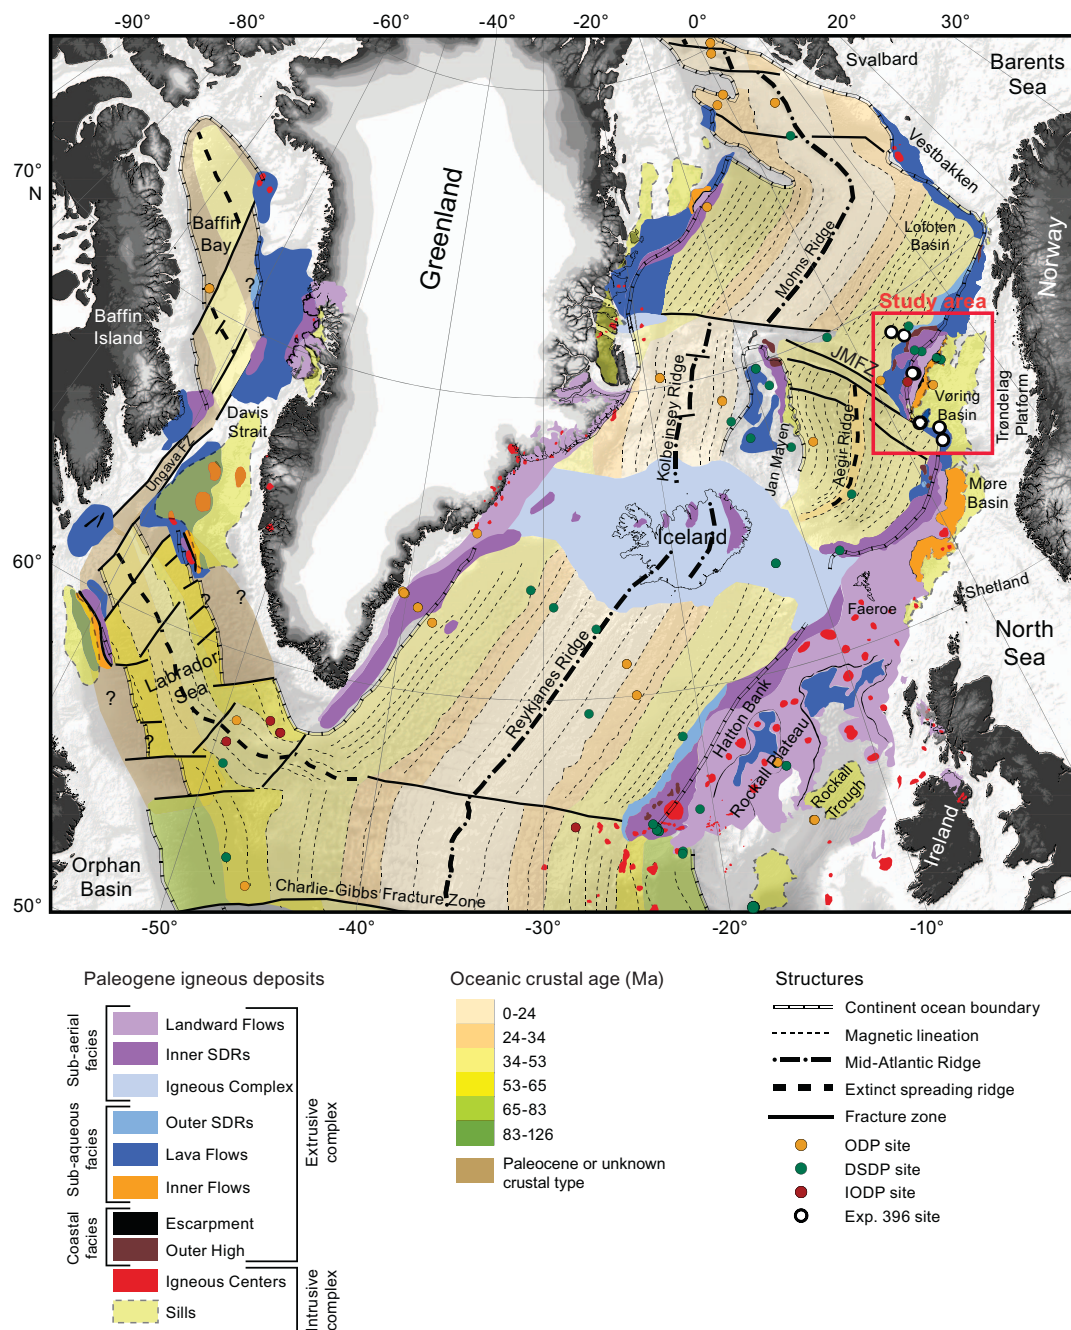 -90°
-80°
-60°
-40°
-20°
0°
20°
30°
Svalbard
Barents
Sea
Vestbakken
70°
N
Greenland
Baffin
Bay
?
Lofoten
Basin
Norway
Mohns Ridge
Study area
Baffin
Island
JMFZ
Kolbeinsey Ridge
Vøring
Basin
Trøndelag
Platform
Davis
Strait
Ungava FZ
Jan Mayen
Aegir Ridge
Møre
Basin
Iceland
60°
Shetland
Faeroe
North
Sea
?
?
Labrador
Sea
?
?
Reykjanes Ridge
Hatton Bank
Rockall Plateau
Rockall
Trough
Ireland
Orphan
Basin
Charlie-Gibbs Fracture Zone
50°
-50°
-40°
-30°
-20°
-10°
Paleogene igneous deposits
Sub-aerial
facies
Landward Flows
Inner SDRs
Igneous Complex
Sub-aqueous
facies
Outer SDRs
Lava Flows
Inner Flows
Coastal
facies
Escarpment
Outer High
Extrusive
complex
Igneous Centers
Sills
Intrusive
complex
Oceanic crustal age (Ma)
0-24
24-34
34-53
53-65
65-83
83-126
Paleocene or unknown
crustal type
Structures
Continent ocean boundary
Magnetic lineation
Mid-Atlantic Ridge
Extinct spreading ridge
Fracture zone
ODP site
DSDP site
IODP site
Exp. 396 site